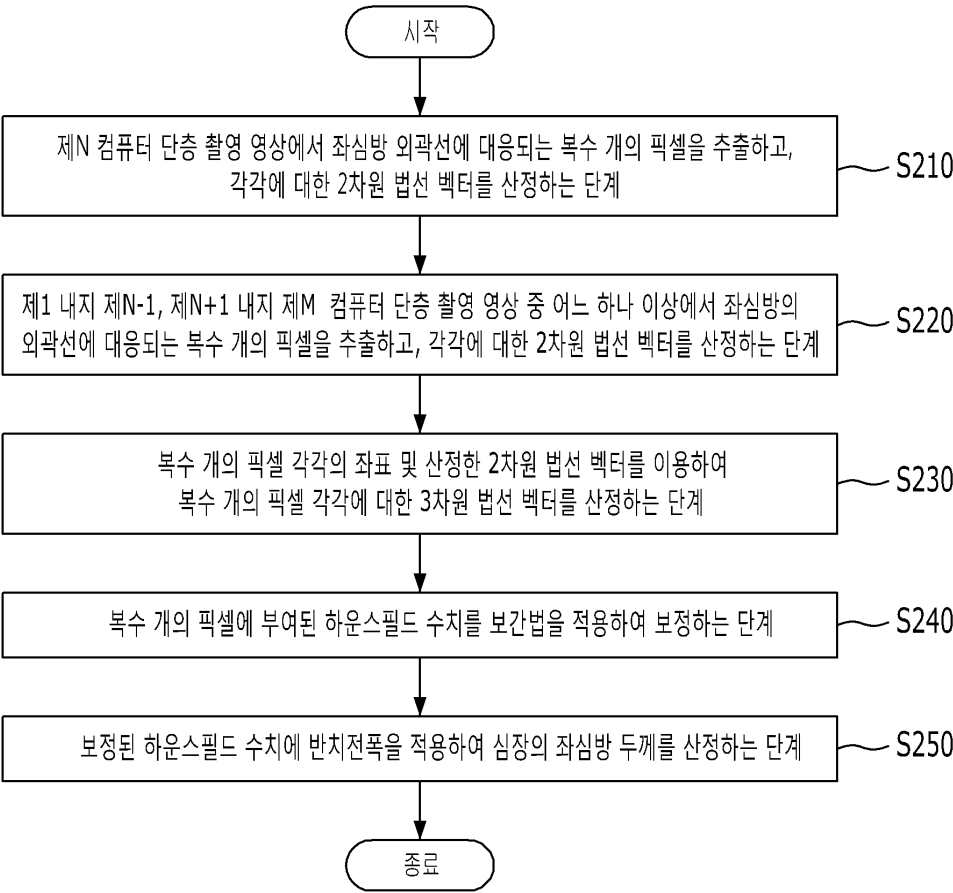 시작
제N 컴퓨터 단층 촬영 영상에서 좌심방 외곽선에 대응되는 복수 개의 픽셀을 추출하고,
각각에 대한 2차원 법선 벡터를 산정하는 단계
S210
제1 내지 제N-1, 제N+1 내지 제M 컴퓨터 단층 촬영 영상 중 어느 하나 이상에서 좌심방의
외곽선에 대응되는 복수 개의 픽셀을 추출하고, 각각에 대한 2차원 법선 벡터를 산정하는 단계
S220
복수 개의 픽셀 각각의 좌표 및 산정한 2차원 법선 벡터를 이용하여
복수 개의 픽셀 각각에 대한 3차원 법선 벡터를 산정하는 단계
S230
복수 개의 픽셀에 부여된 하운스필드 수치를 보간법을 적용하여 보정하는 단계
S240
보정된 하운스필드 수치에 반치전폭을 적용하여 심장의 좌심방 두께를 산정하는 단계
S250
종료